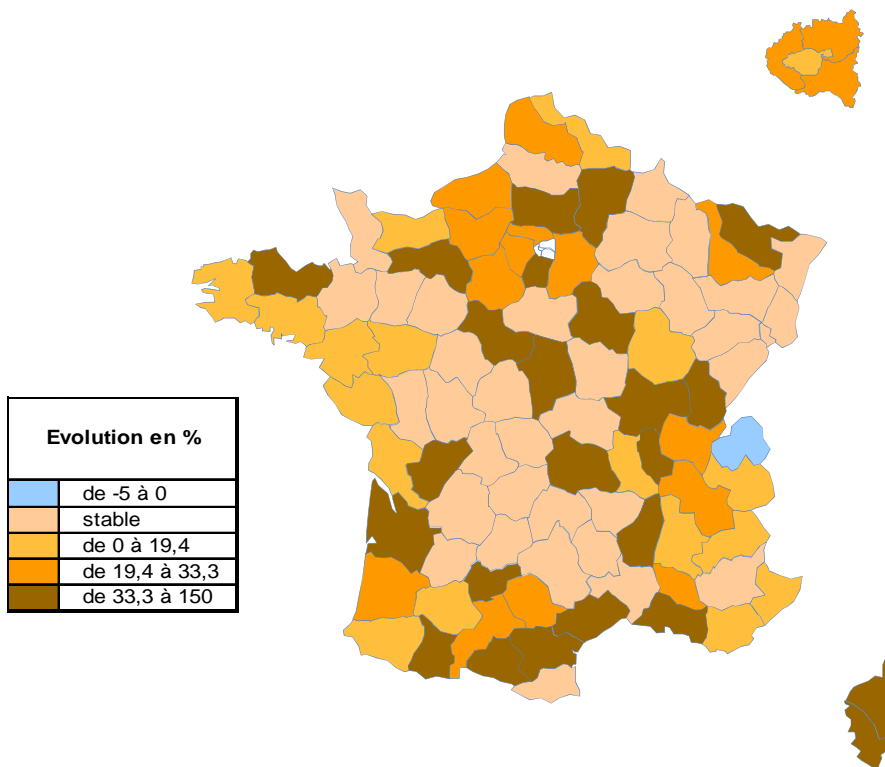 Evolution en %
de -5 à 0
stable
de 0 à 19,4
de 19,4 à 33,3
de 33,3 à 150